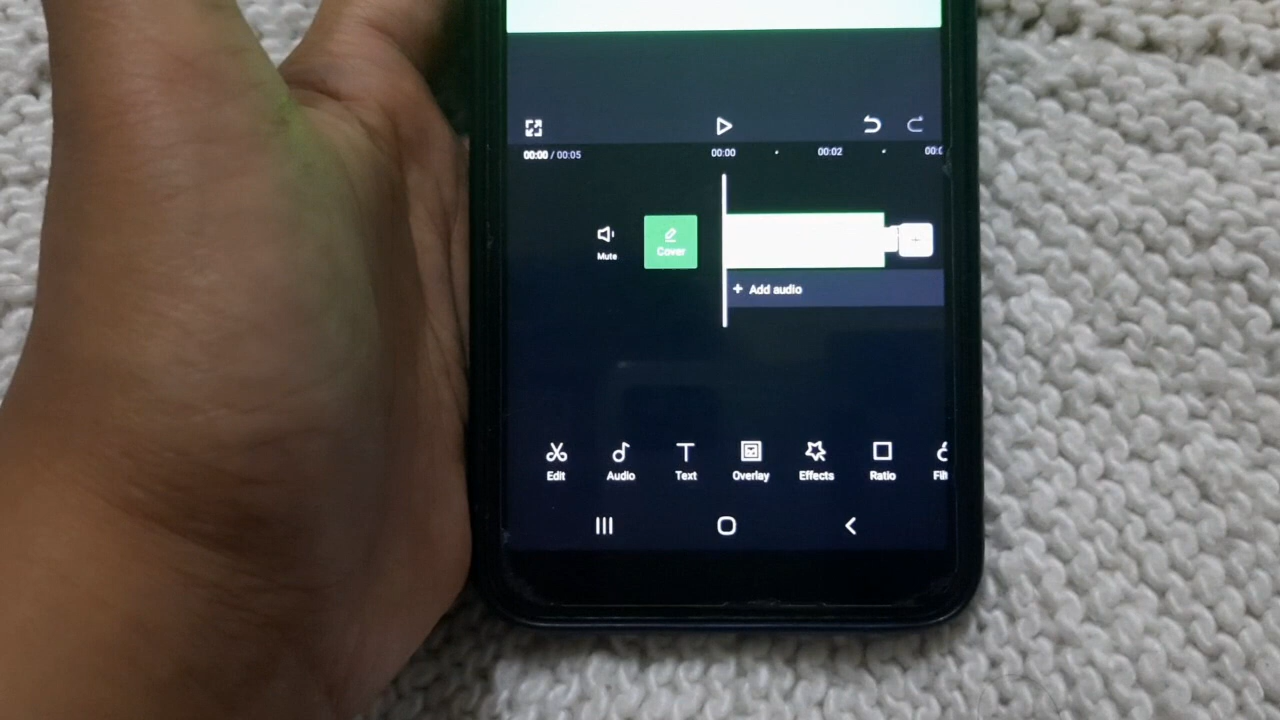 00:00 / 00:05 00:00 00:02
Mute
Cover
+ Add audio
Edit Audio Text Overlay Effects Ratio